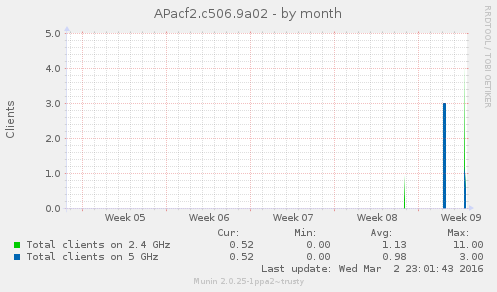 APacf2.c506.9a02 - by month
RRDTOOL / TOBI OETIKER
Clients
5.0
4.0
3.0
2.0
1.0
0.0
Week 05 Week 06 Week 07 Week 08 Week 09
Cur: Min: Avg: Max:
Total clients on 2.4 GHz 0.52 0.00 1.13 11.00
Total clients on 5 GHz 0.52 0.00 0.98 3.00
Last update: Wed Mar 2 23:01:43 2016
Munin 2.0.25-1ppa2~trusty